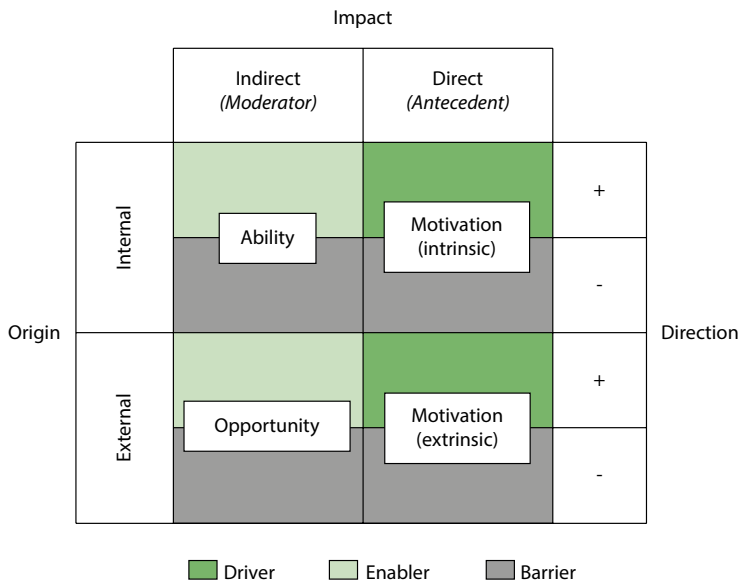 Impact
Indirect
(Moderator)
Direct
(Antecedent)
Internal
Ability
Motivation
(intrinsic)
+
-
Origin
Direction
External
Opportunity
Motivation
(extrinsic)
+
-
Driver
Enabler
Barrier